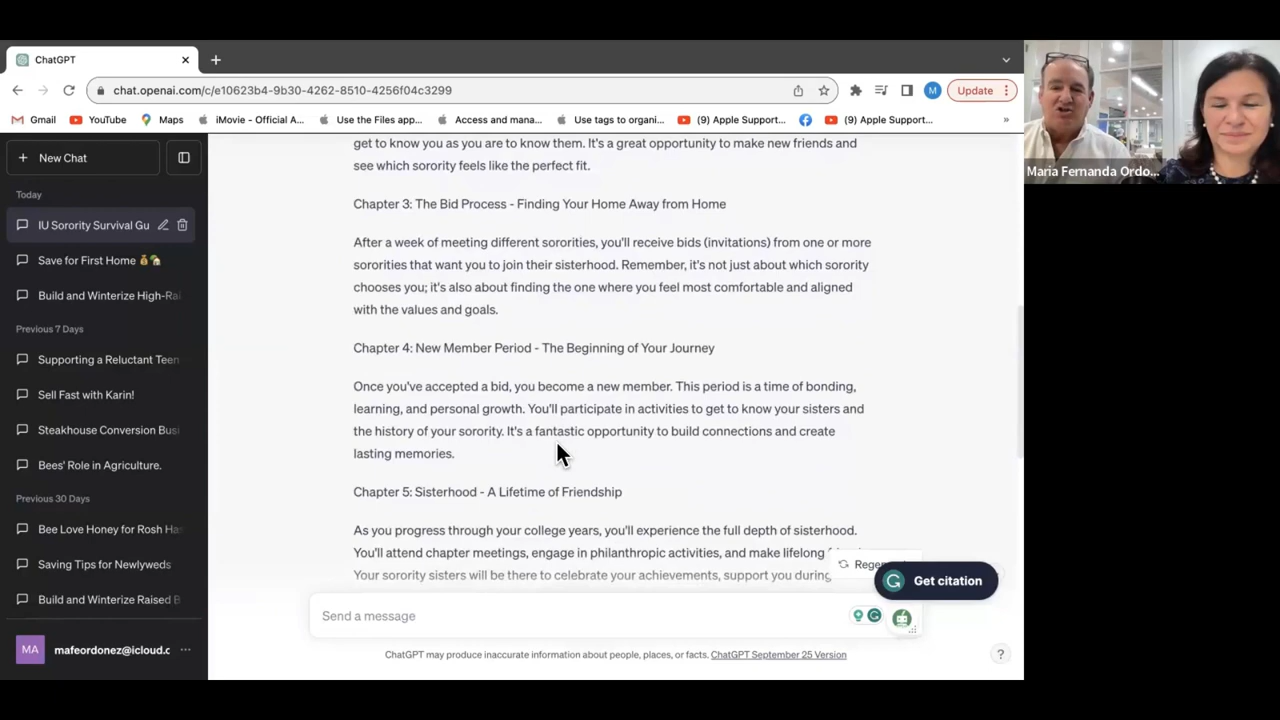 ChatGPT
chat.openai.com/c/e10623b4-9b30-4262-8510-4256f04c3299
M
Update
Gmail
YouTube
Maps
iMovie - Official A...
Use the Files app...
Access and mana...
Use tags to organi...
(9) Apple Support...
(9) Apple Support...
»
New Chat
Today
IU Sorority Survival Gu
Save for First Home
Build and Winterize High-Rai
Previous 7 Days
Supporting a Reluctant Teen
Sell Fast with Karin!
Steakhouse Conversion Busi
Bees' Role in Agriculture.
Previous 30 Days
Bee Love Honey for Rosh Has
Saving Tips for Newlyweds
Build and Winterize Raised B
MA
mafeordonez@icloud.c
get to know you as you are to know them. It's a great opportunity to make new friends and
see which sorority feels like the perfect fit.
Chapter 3: The Bid Process - Finding Your Home Away from Home
After a week of meeting different sororities, you'll receive bids (invitations) from one or more
sororities that want you to join their sisterhood. Remember, it's not just about which sorority
chooses you; it's also about finding the one where you feel most comfortable and aligned
with the values and goals.
Chapter 4: New Member Period - The Beginning of Your Journey
Once you've accepted a bid, you become a new member. This period is a time of bonding,
learning, and personal growth. You'll participate in activities to get to know your sisters and
the history of your sorority. It's a fantastic opportunity to build connections and create
lasting memories.
Chapter 5: Sisterhood - A Lifetime of Friendship
As you progress through your college years, you'll experience the full depth of sisterhood.
You'll attend chapter meetings, engage in philanthropic activities, and make lifelong
Your sorority sisters will be there to celebrate your achievements, support you during
Get citation
Send a message
ChatGPT may produce inaccurate information about people, places, or facts. ChatGPT September 25 Version
?
Maria Fernanda Ordo...